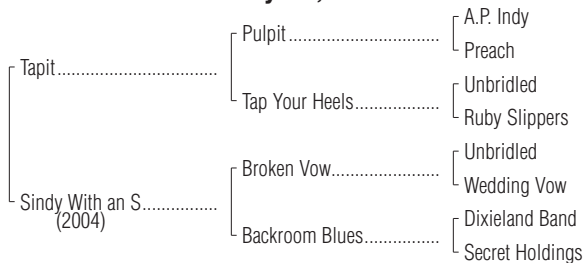 A.P. Indy
Pulpit
Preach
Tapit
Unbridled
Tap Your Heels
Ruby Slippers
Unbridled
Broken Vow
Wedding Vow
Sindy With an S
(2004)
Dixieland Band
Backroom Blues
Secret Holdings